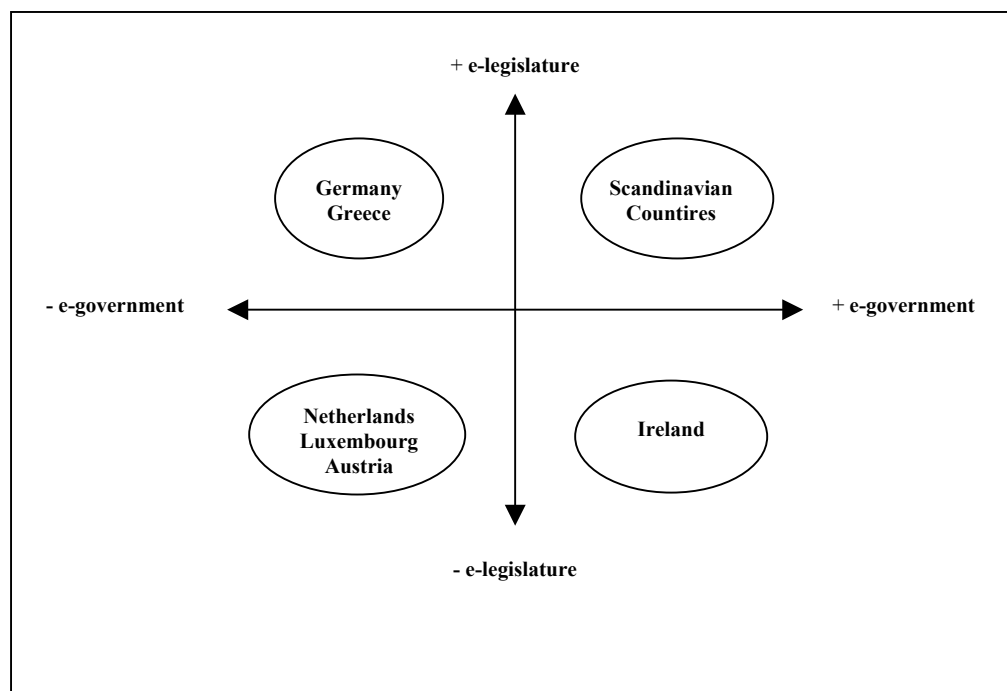 + e-legislature
Germany
Greece
Scandinavian
Countires
- e-government
+ e-government
Netherlands
Luxembourg
Austria
Ireland
- e-legislature